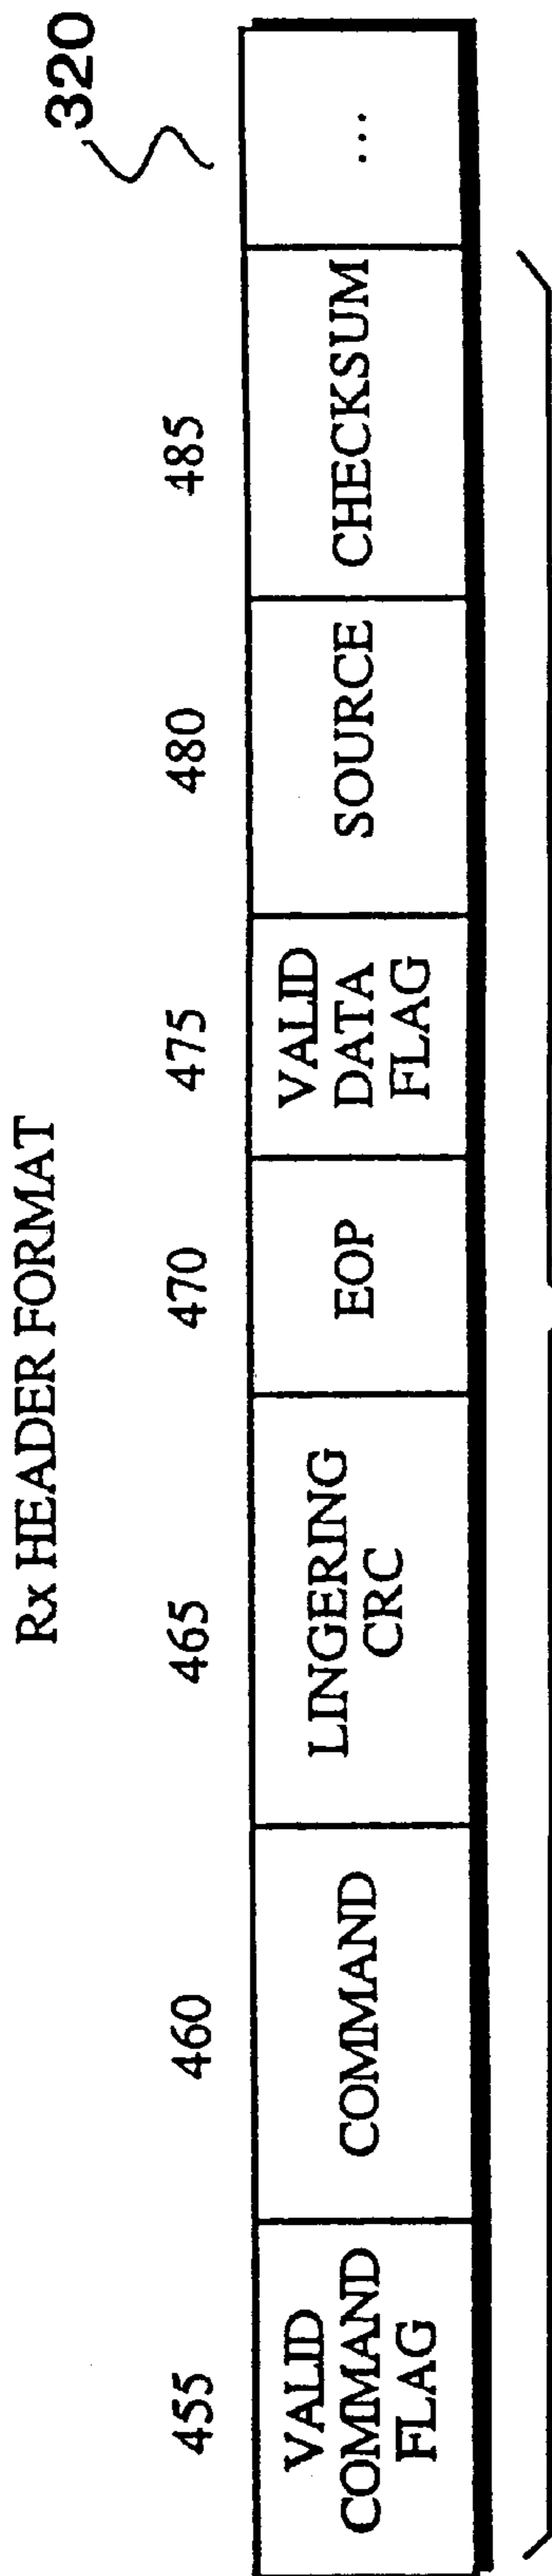 Rx HEADER FORMAT
320
455
460
465
470
475
480
485
VALID
COMMAND
FLAG
COMMAND
LINGERING
CRC
EOP
VALID
DATA
FLAG
SOURCE
CHECKSUM
...